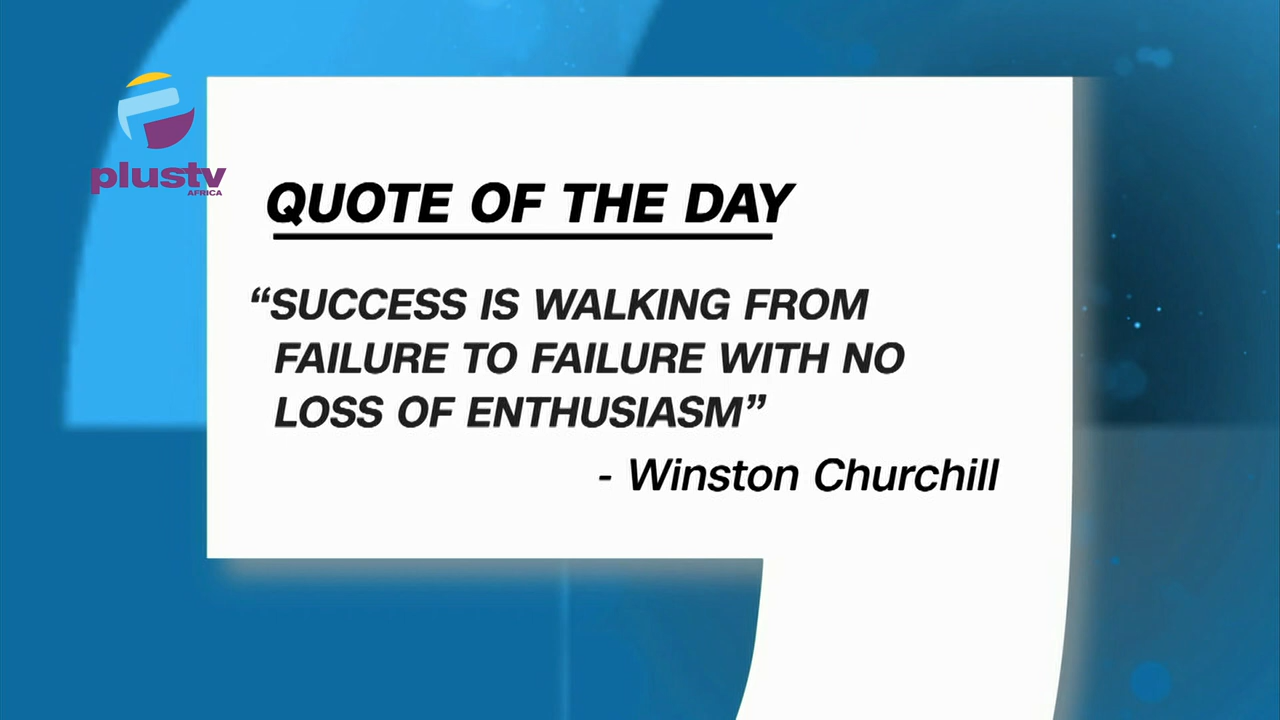 plustv
AFRICA
QUOTE OF THE DAY
“SUCCESS IS WALKING FROM
FAILURE TO FAILURE WITH NO
LOSS OF ENTHUSIASM”
- Winston Churchill